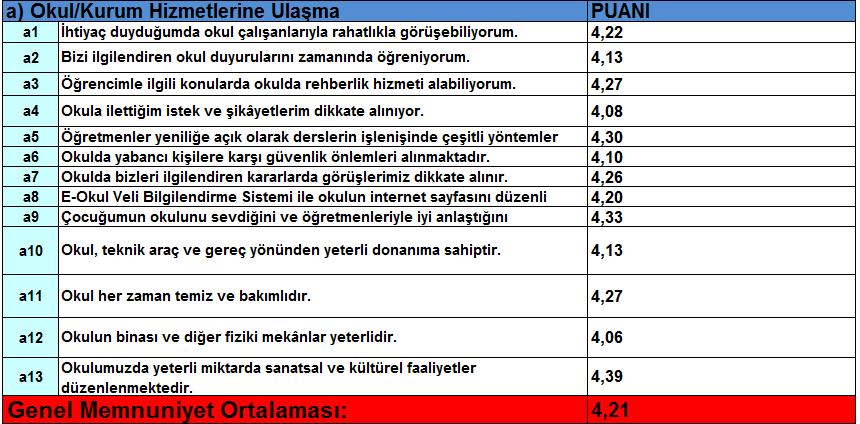 a) Okul/Kurum Hizmetlerine Ulaşma PUANI
a1 İhtiyaç duyduğumda okul çalışanlarıyla rahatlıkla görüşebiliyorum. 4,22
a2 Bizi ilgilendiren okul duyurularını zamanında öğreniyorum. 4,13
a3 Öğrencimle ilgili konularda okulda rehberlik hizmeti alabiliyorum. 4,27
a4 Okula ilettiğim istek ve şikâyetlerim dikkate alınıyor. 4,08
a5 Öğretmenler yeniliğe açık olarak derslerin işlenişinde çeşitli yöntemler 4,30
a6 Okulda yabancı kişilere karşı güvenlik önlemleri alınmaktadır. 4,10
a7 Okulda bizleri ilgilendiren kararlarda görüşlerimiz dikkate alınır. 4,26
a8 E-Okul Veli Bilgilendirme Sistemi ile okulun internet sayfasını düzenli 4,20
a9 Çocuğumun okulunu sevdiğini ve öğretmenleriyle iyi anlaştığını 4,33
a10 Okul, teknik araç ve gereç yönünden yeterli donanıma sahiptir. 4,13
a11 Okul her zaman temiz ve bakımlıdır. 4,27
a12 Okulun binası ve diğer fiziki mekânlar yeterlidir. 4,06
a13 Okulumuzda yeterli miktarda sanatsal ve kültürel faaliyetler 4,39
düzenlenmektedir.
Genel Memnuniyet Ortalaması: 4,21